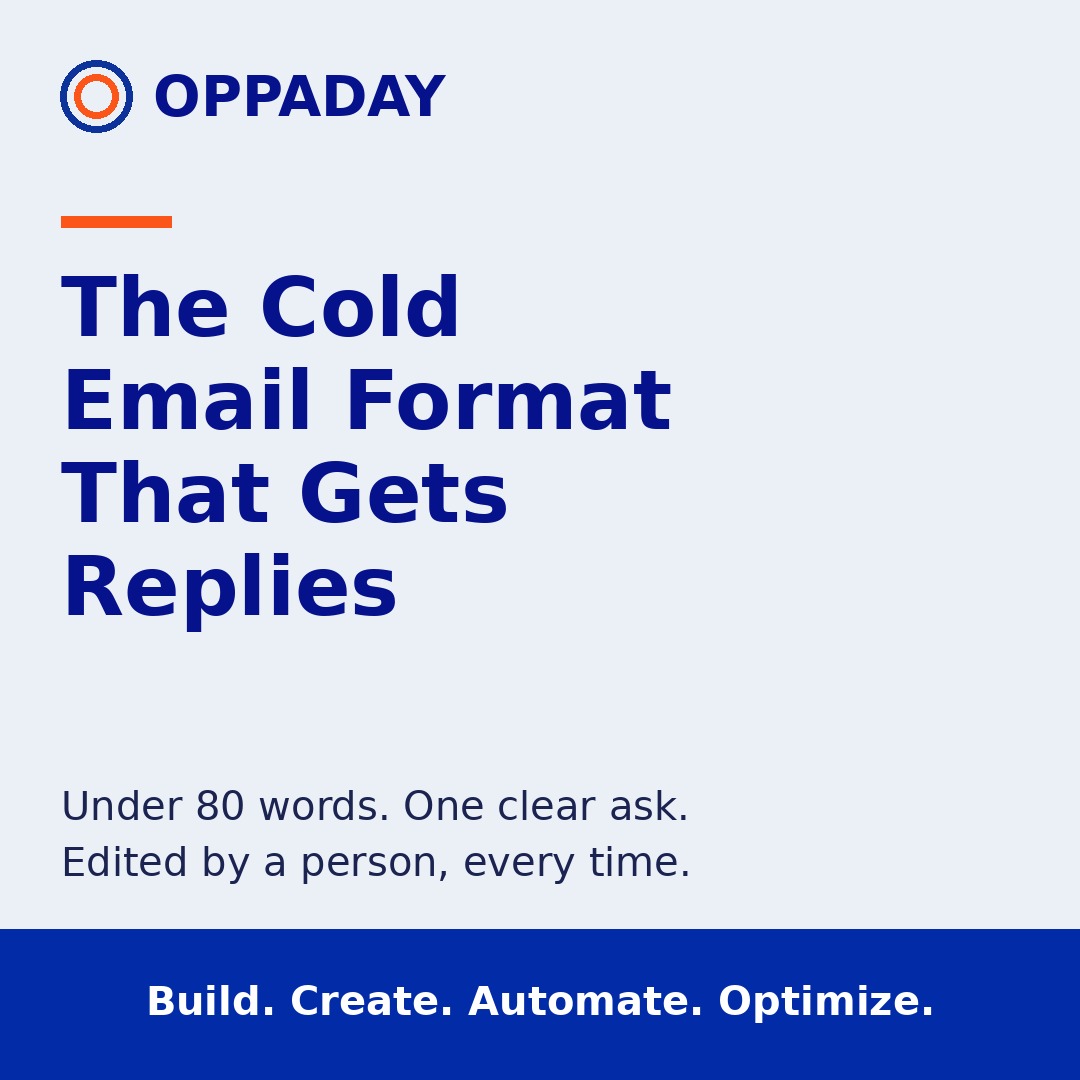 OPPADAY
The Cold
Email Format
That Gets
Replies
Under 80 words. One clear ask.
Edited by a person, every time.
Build. Create. Automate. Optimize.